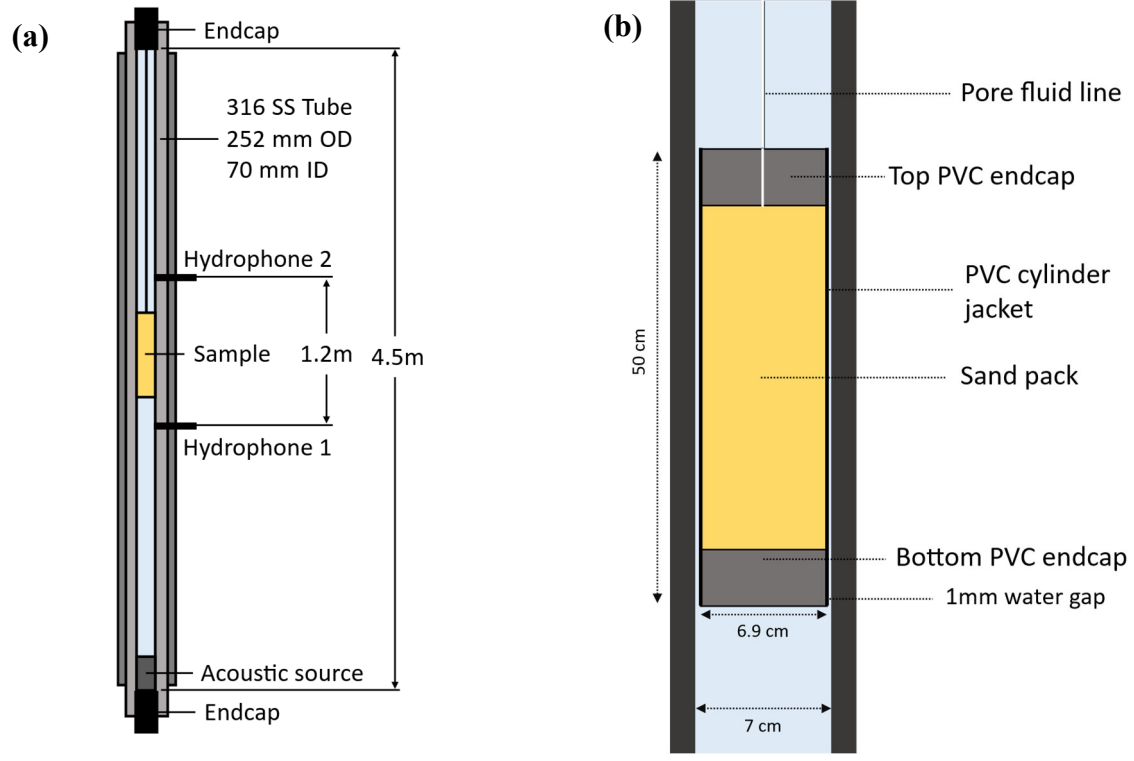 (a)
Endcap
316 SS Tube
252 mm OD
70 mm ID
Hydrophone 2
Sample
1.2m
4.5m
Hydrophone 1
Acoustic source
Endcap
(b)
Pore fluid line
Top PVC endcap
PVC cylinder
jacket
50 cm
Sand pack
Bottom PVC endcap
1mm water gap
6.9 cm
7 cm